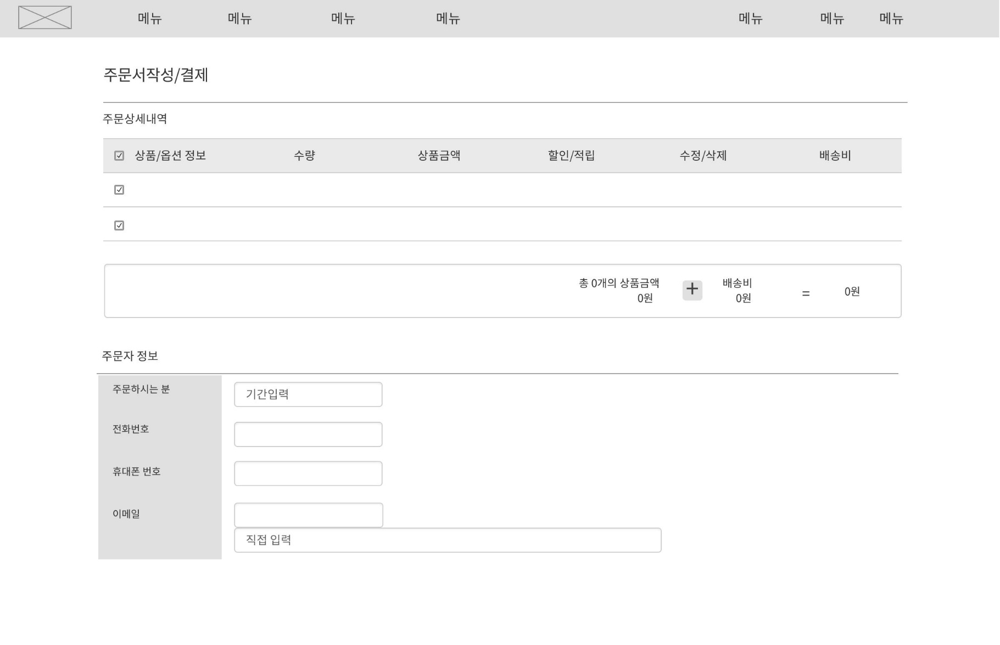 메뉴 메뉴 메뉴 메뉴 메뉴 메뉴 메뉴
주문서작성/결제
주문상세내역
상품/옵션 정보 수량 상품금액 할인/적립 수정/삭제 배송비
총 0개의 상품금액 + 배송비 = 0원
0원 0원
주문자 정보
주문하시는 분 기간입력
전화번호
휴대폰 번호
이메일
직접 입력